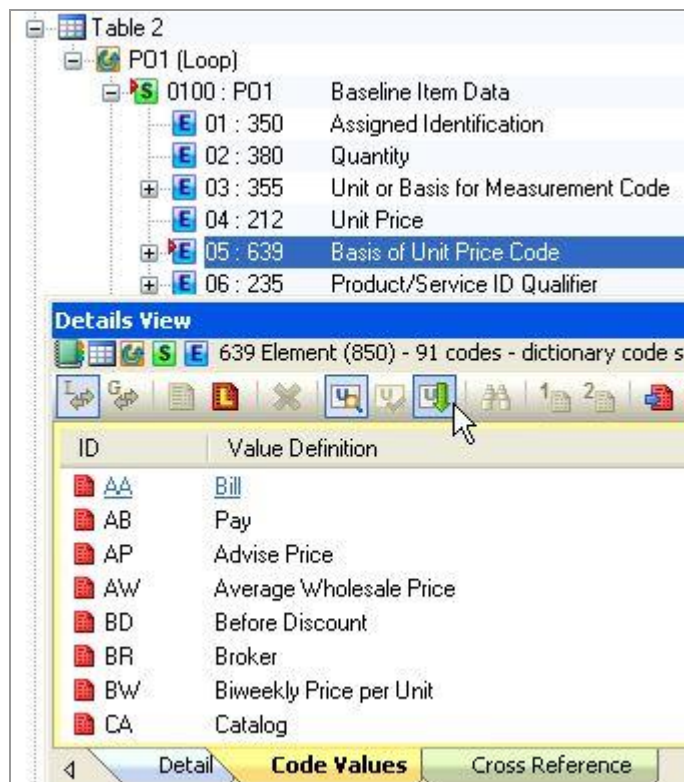 Table 2
PO1 (Loop)
S 0100 : PO1 Baseline Item Data
E 01 : 350 Assigned Identification
E 02 : 380 Quantity
E 03 : 355 Unit or Basis for Measurement Code
E 04 : 212 Unit Price
E 05 : 639 Basis of Unit Price Code
E 06 : 235 Product/Service ID Qualifier
Details View
S E 639 Element (850) - 91 codes - dictionary code s
L G L U U U 1 2
ID Value Definition
AA Bill
AB Pay
AP Advise Price
AW Average Wholesale Price
BD Before Discount
BR Broker
BW Biweekly Price per Unit
CA Catalog
Detail Code Values Cross Reference